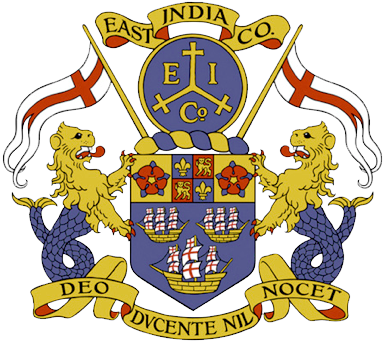 EAST INDIA CO.
E I
Co
DEO DVCENTE NIL NOCET